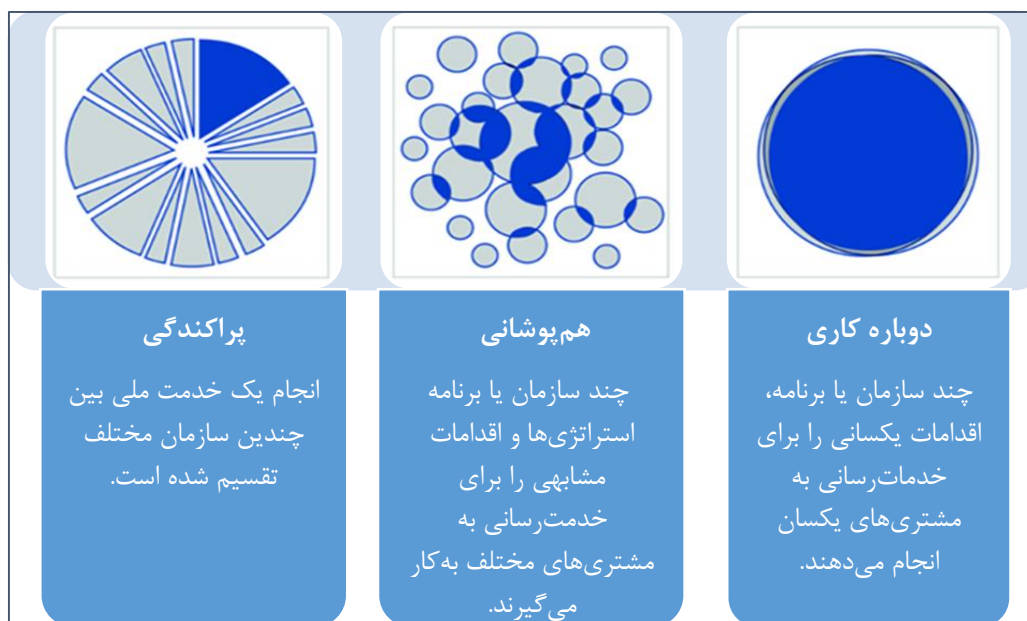 دوباره کاری
چند سازمان یا برنامه،
اقدامات یکسانی را برای
خدمات‌رسانی به
مشتری‌های یکسان
انجام می‌دهند.
هم‌پوشانی
چند سازمان یا برنامه
استراتژی‌ها و اقدامات
مشابهی را برای
خدمت‌رسانی به
مشتری‌های مختلف به‌کار
می‌گیرند.
پراکندگی
انجام یک خدمت ملی بین
چندین سازمان مختلف
تقسیم شده است.